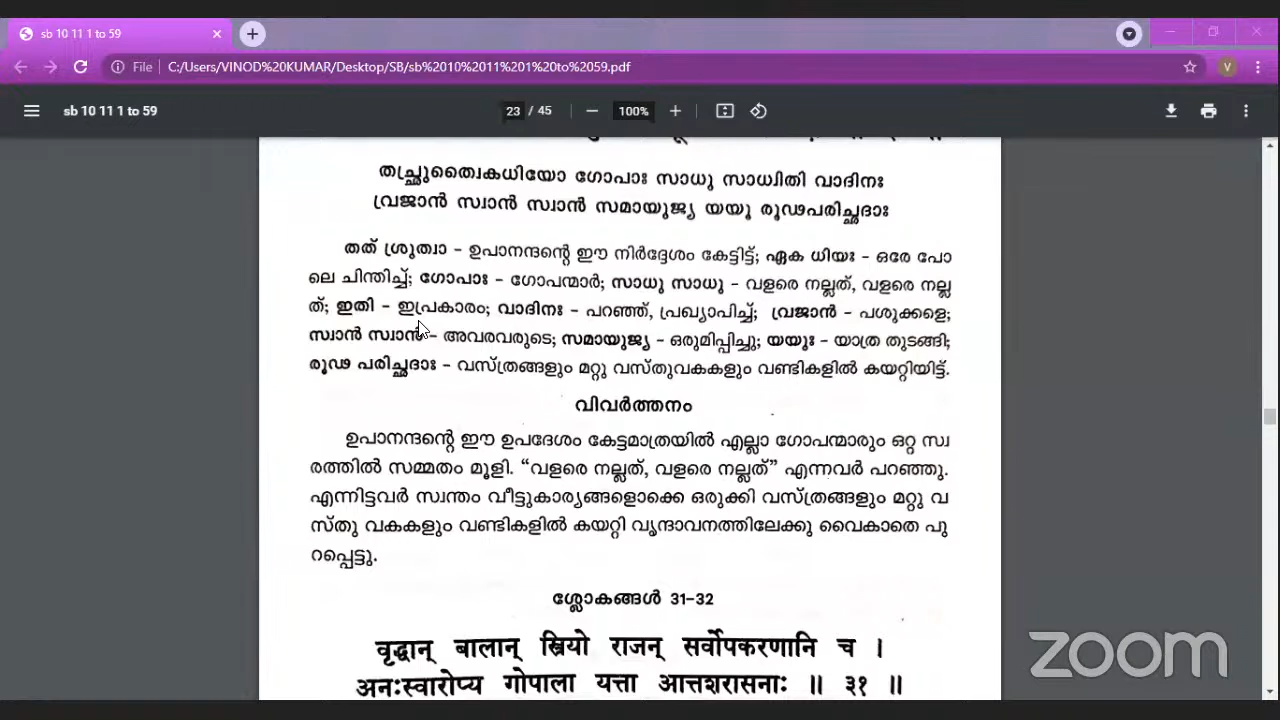 sb 10 11 1 to 59
File C:/Users/VINOD%20KUMAR/Desktop/SB/sb%2010%2011%201%20to%2059.pdf
V
sb 10 11 1 to 59 23 / 45 100%
തച്ഛ്രുത്വൈകധിയോ ഗോപാഃ സാധു സാധ്വിതി വാദിനഃ
വ്രജാൻ സ്വാൻ സ്വാൻ സമായുജ്യ യയൂ രൂഢപരിച്ഛദാഃ
തത് ശ്രുത്വാ – ഉപാനന്ദന്റെ ഈ നിർദ്ദേശം കേട്ടിട്ട്; ഏക ധിയഃ – ഒരേ പോ
ലെ ചിന്തിച്ച്; ഗോപാഃ – ഗോപന്മാർ; സാധു സാധു – വളരെ നല്ലത്, വളരെ നല്ല
ത്; ഇതി – ഇപ്രകാരം; വാദിനഃ – പറഞ്ഞ്, പ്രഖ്യാപിച്ച്; വ്രജാൻ – പശുക്കളെ;
സ്വാൻ സ്വാൻ – അവരവരുടെ; സമായുജ്യ – ഒരുമിപ്പിച്ചു; യയുഃ – യാത്ര തുടങ്ങി;
രൂഢ പരിച്ഛദാഃ – വസ്ത്രങ്ങളും മറ്റു വസ്തുവകകളും വണ്ടികളിൽ കയറ്റിയിട്ട്.
വിവർത്തനം
ഉപാനന്ദന്റെ ഈ ഉപദേശം കേട്ടമാത്രയിൽ എല്ലാ ഗോപന്മാരും ഒറ്റ സ്വ
രത്തിൽ സമ്മതം മൂളി. “വളരെ നല്ലത്, വളരെ നല്ലത്” എന്നവർ പറഞ്ഞു.
എന്നിട്ടവർ സ്വന്തം വീട്ടുകാര്യങ്ങളൊക്കെ ഒരുക്കി വസ്ത്രങ്ങളും മറ്റു വ
സ്തു വകകളും വണ്ടികളിൽ കയറ്റി വൃന്ദാവനത്തിലേക്കു വൈകാതെ പു
റപ്പെട്ടു.
ശ്ലോകങ്ങൾ 31-32
वृद्धान् बालान् स्त्रियो राजन् सर्वोपकरणानि च ।
अनःस्वारोप्य गोपाला यत्ता आत्तशरासनाः ॥ ३१ ॥
zoom